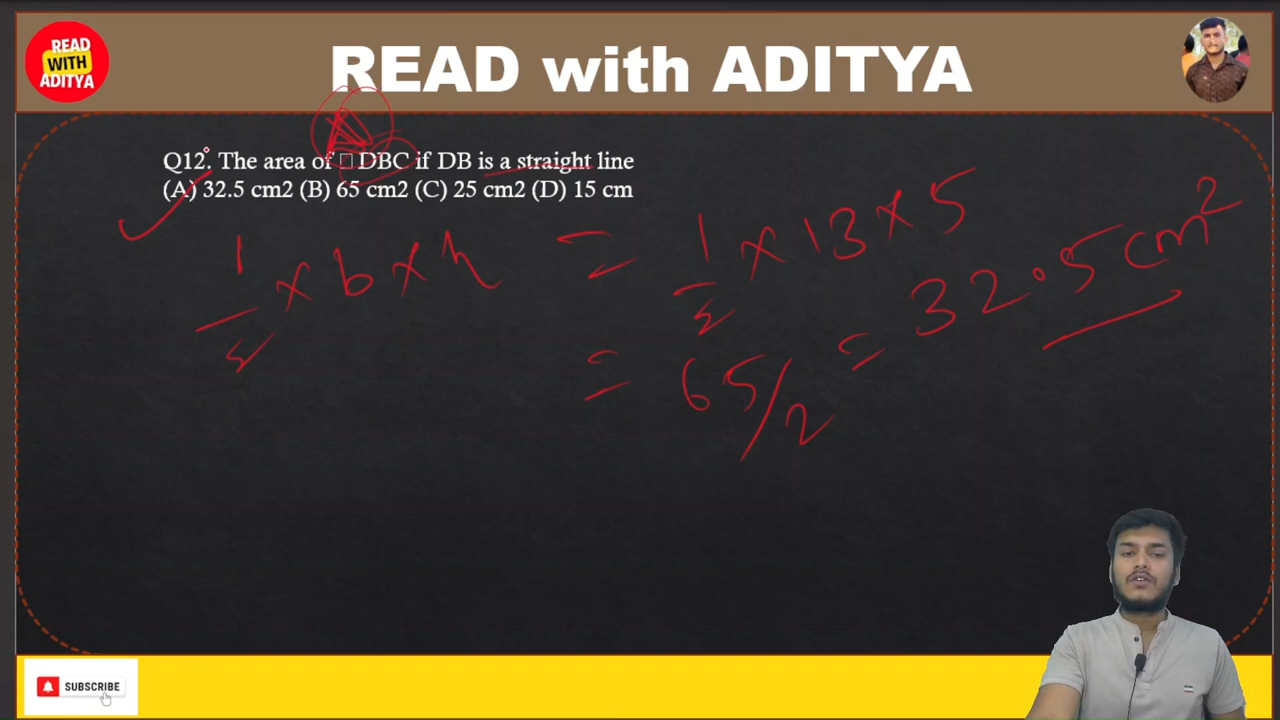 READ
WITH
ADITYA
READ with ADITYA
Q12. The area of □ DBC if DB is a straight line
(A) 32.5 cm2 (B) 65 cm2 (C) 25 cm2 (D) 15 cm
1/2 × b × h = 1/2 × 13 × 5
= 65/2 = 32.5 cm²
SUBSCRIBE